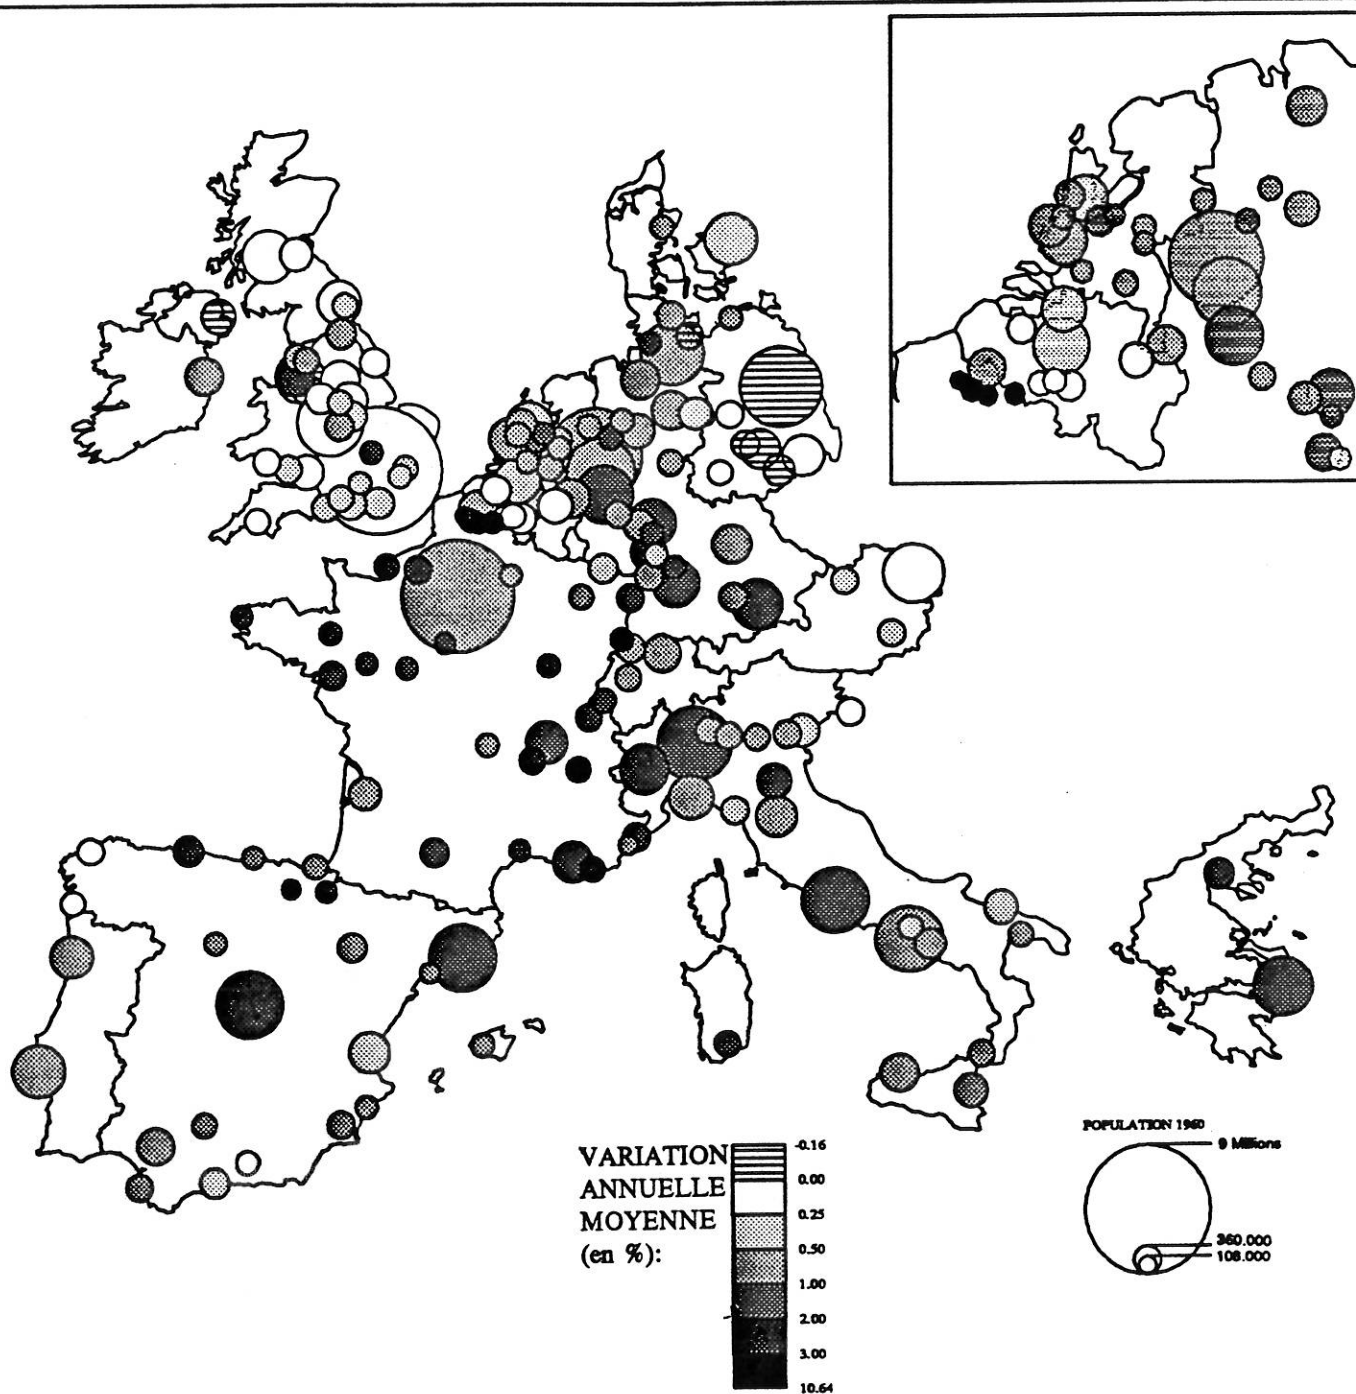 VARIATION
ANNUELLE
MOYENNE
(en %):
-0.16
0.00
0.25
0.50
1.00
2.00
3.00
10.64
POPULATION 1960
9 Millions
360.000
108.000